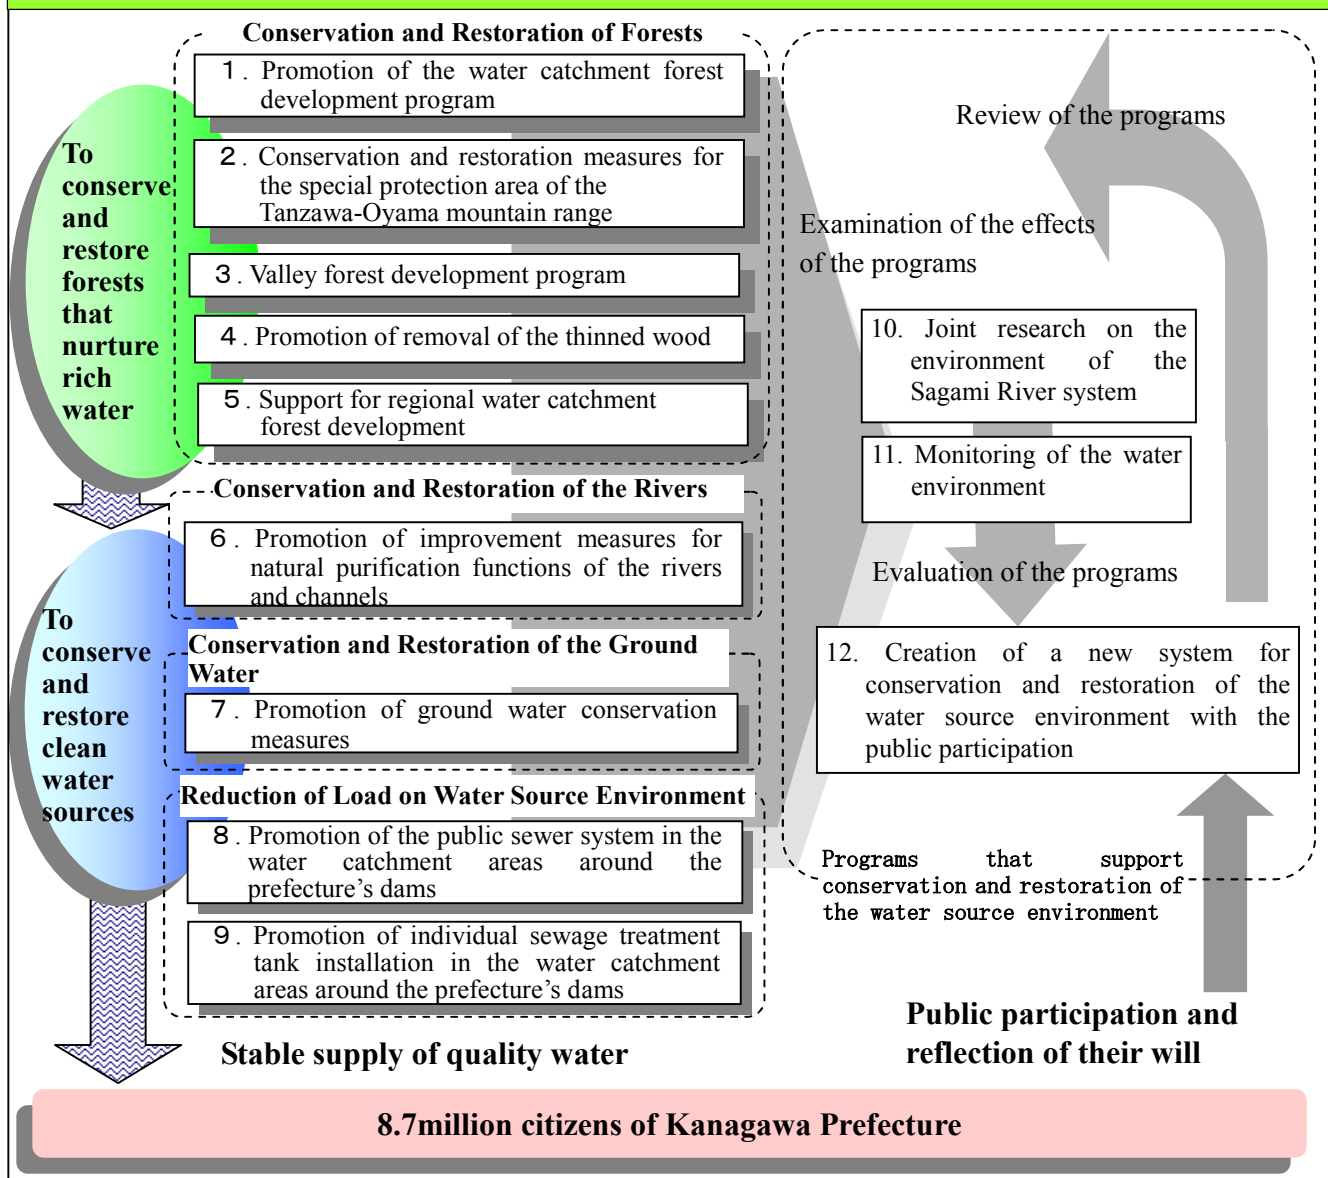 Conservation and Restoration of Forests
1. Promotion of the water catchment forest
development program
2. Conservation and restoration measures for
the special protection area of the
Tanzawa-Oyama mountain range
3. Valley forest development program
4. Promotion of removal of the thinned wood
5. Support for regional water catchment
forest development
To
conserve
and
restore
forests
that
nurture
rich
water
Conservation and Restoration of the Rivers
6. Promotion of improvement measures for
natural purification functions of the rivers
and channels
Conservation and Restoration of the Ground
Water
7. Promotion of ground water conservation
measures
Reduction of Load on Water Source Environment
8. Promotion of the public sewer system in the
water catchment areas around the
prefecture's dams
9. Promotion of individual sewage treatment
tank installation in the water catchment
areas around the prefecture's dams
To
conserve
and
restore
clean
water
sources
Review of the programs
Examination of the effects
of the programs
10. Joint research on the
environment of the
Sagami River system
11. Monitoring of the water
environment
Evaluation of the programs
12. Creation of a new system for
conservation and restoration of the
water source environment with the
public participation
Programs that support
conservation and restoration of
the water source environment
Public participation and
reflection of their will
Stable supply of quality water
8.7million citizens of Kanagawa Prefecture